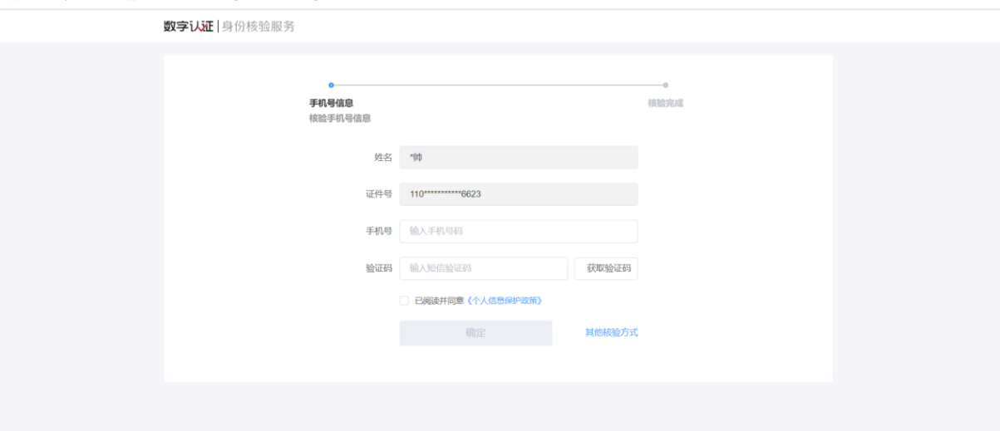 数字认证|身份核验服务
手机号信息 核验完成
核验手机号信息
姓名 *帅
证件号 110***********6623
手机号 输入手机号码
验证码 输入短信验证码 获取验证码
已阅读并同意《个人信息保护政策》
确定 其他核验方式